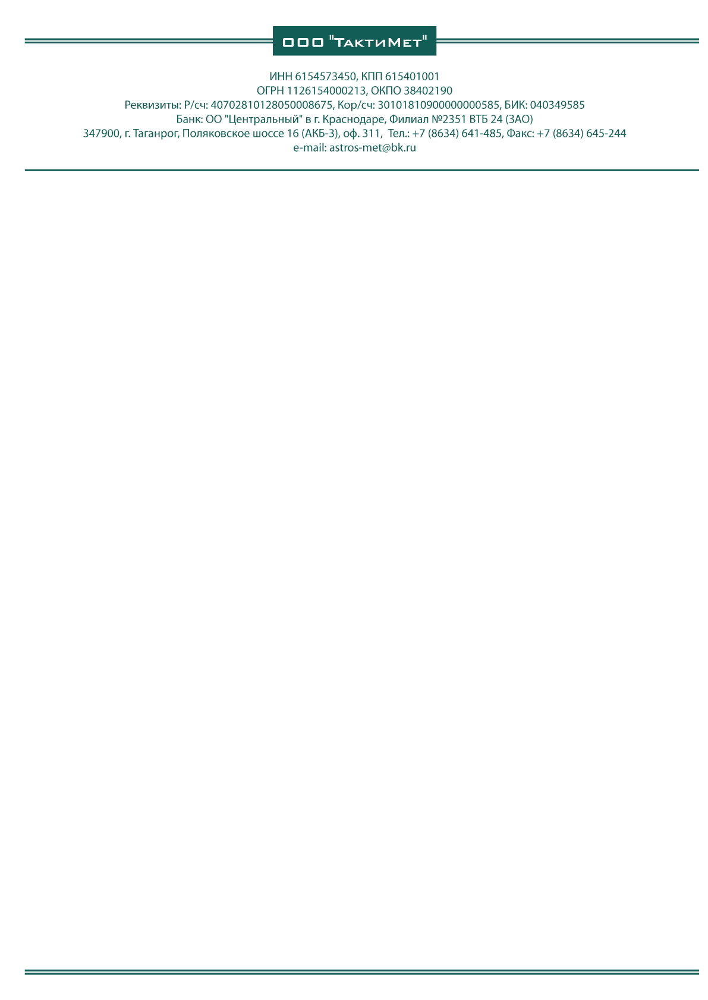 ООО "ТактиМет"
ИНН 6154573450, КПП 615401001
ОГРН 1126154000213, ОКПО 38402190
Реквизиты: Р/сч: 40702810128050008675, Кор/сч: 30101810900000000585, БИК: 040349585
Банк: ОО "Центральный" в г. Краснодаре, Филиал №2351 ВТБ 24 (ЗАО)
347900, г. Таганрог, Поляковское шоссе 16 (АКБ-3), оф. 311, Тел.: +7 (8634) 641-485, Факс: +7 (8634) 645-244
e-mail: astros-met@bk.ru